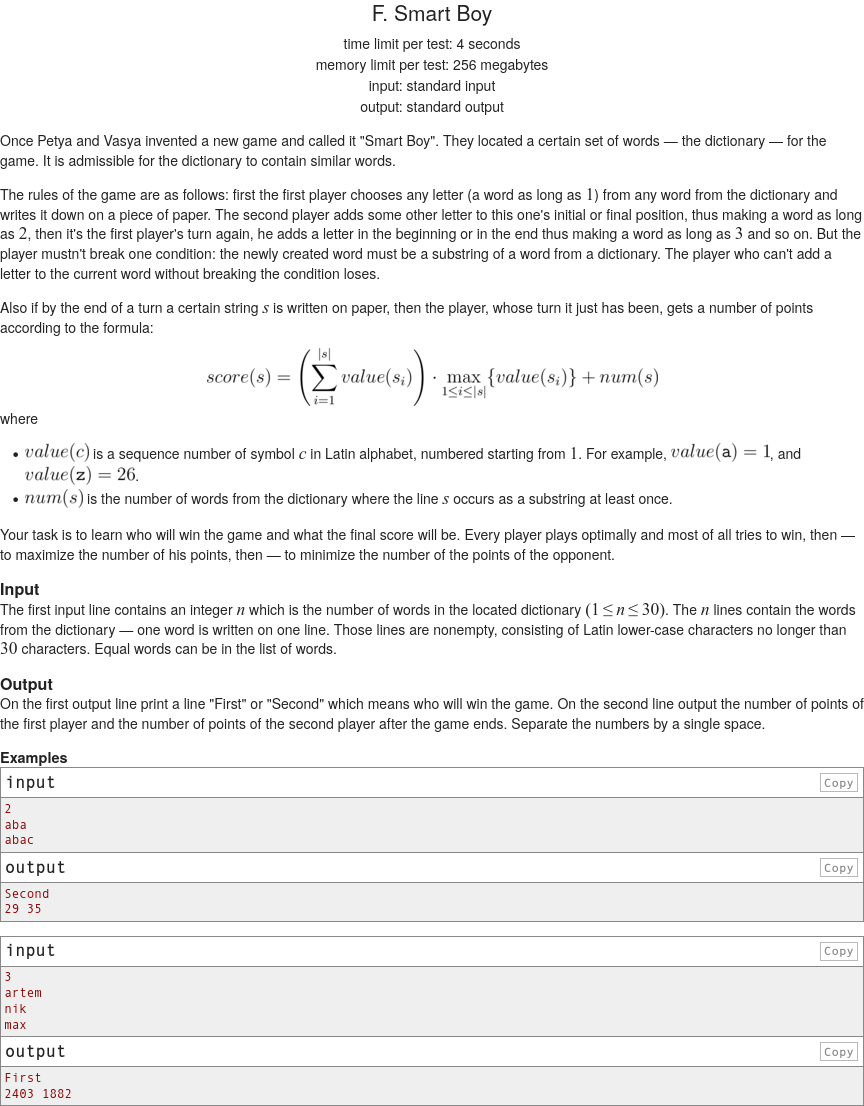 F. Smart Boy
time limit per test: 4 seconds
memory limit per test: 256 megabytes
input: standard input
output: standard output
Once Petya and Vasya invented a new game and called it "Smart Boy". They located a certain set of words — the dictionary — for the
game. It is admissible for the dictionary to contain similar words.
The rules of the game are as follows: first the first player chooses any letter (a word as long as 1) from any word from the dictionary and
writes it down on a piece of paper. The second player adds some other letter to this one's initial or final position, thus making a word as long
as 2, then it's the first player's turn again, he adds a letter in the beginning or in the end thus making a word as long as 3 and so on. But the
player mustn't break one condition: the newly created word must be a substring of a word from a dictionary. The player who can't add a
letter to the current word without breaking the condition loses.
Also if by the end of a turn a certain string s is written on paper, then the player, whose turn it just has been, gets a number of points
according to the formula:
score(s) = (∑_{i=1}^{|s|} value(s_i)) · max_{1≤i≤|s|}{value(s_i)} + num(s)
where
• value(c) is a sequence number of symbol c in Latin alphabet, numbered starting from 1. For example, value(a) = 1, and
value(z) = 26.
• num(s) is the number of words from the dictionary where the line s occurs as a substring at least once.
Your task is to learn who will win the game and what the final score will be. Every player plays optimally and most of all tries to win, then —
to maximize the number of his points, then — to minimize the number of the points of the opponent.
Input
The first input line contains an integer n which is the number of words in the located dictionary (1 ≤ n ≤ 30). The n lines contain the words
from the dictionary — one word is written on one line. Those lines are nonempty, consisting of Latin lower-case characters no longer than
30 characters. Equal words can be in the list of words.
Output
On the first output line print a line "First" or "Second" which means who will win the game. On the second line output the number of points of
the first player and the number of points of the second player after the game ends. Separate the numbers by a single space.
Examples
input Copy
2
aba
abac
output Copy
Second
29 35
input Copy
3
artem
nik
max
output Copy
First
2403 1882